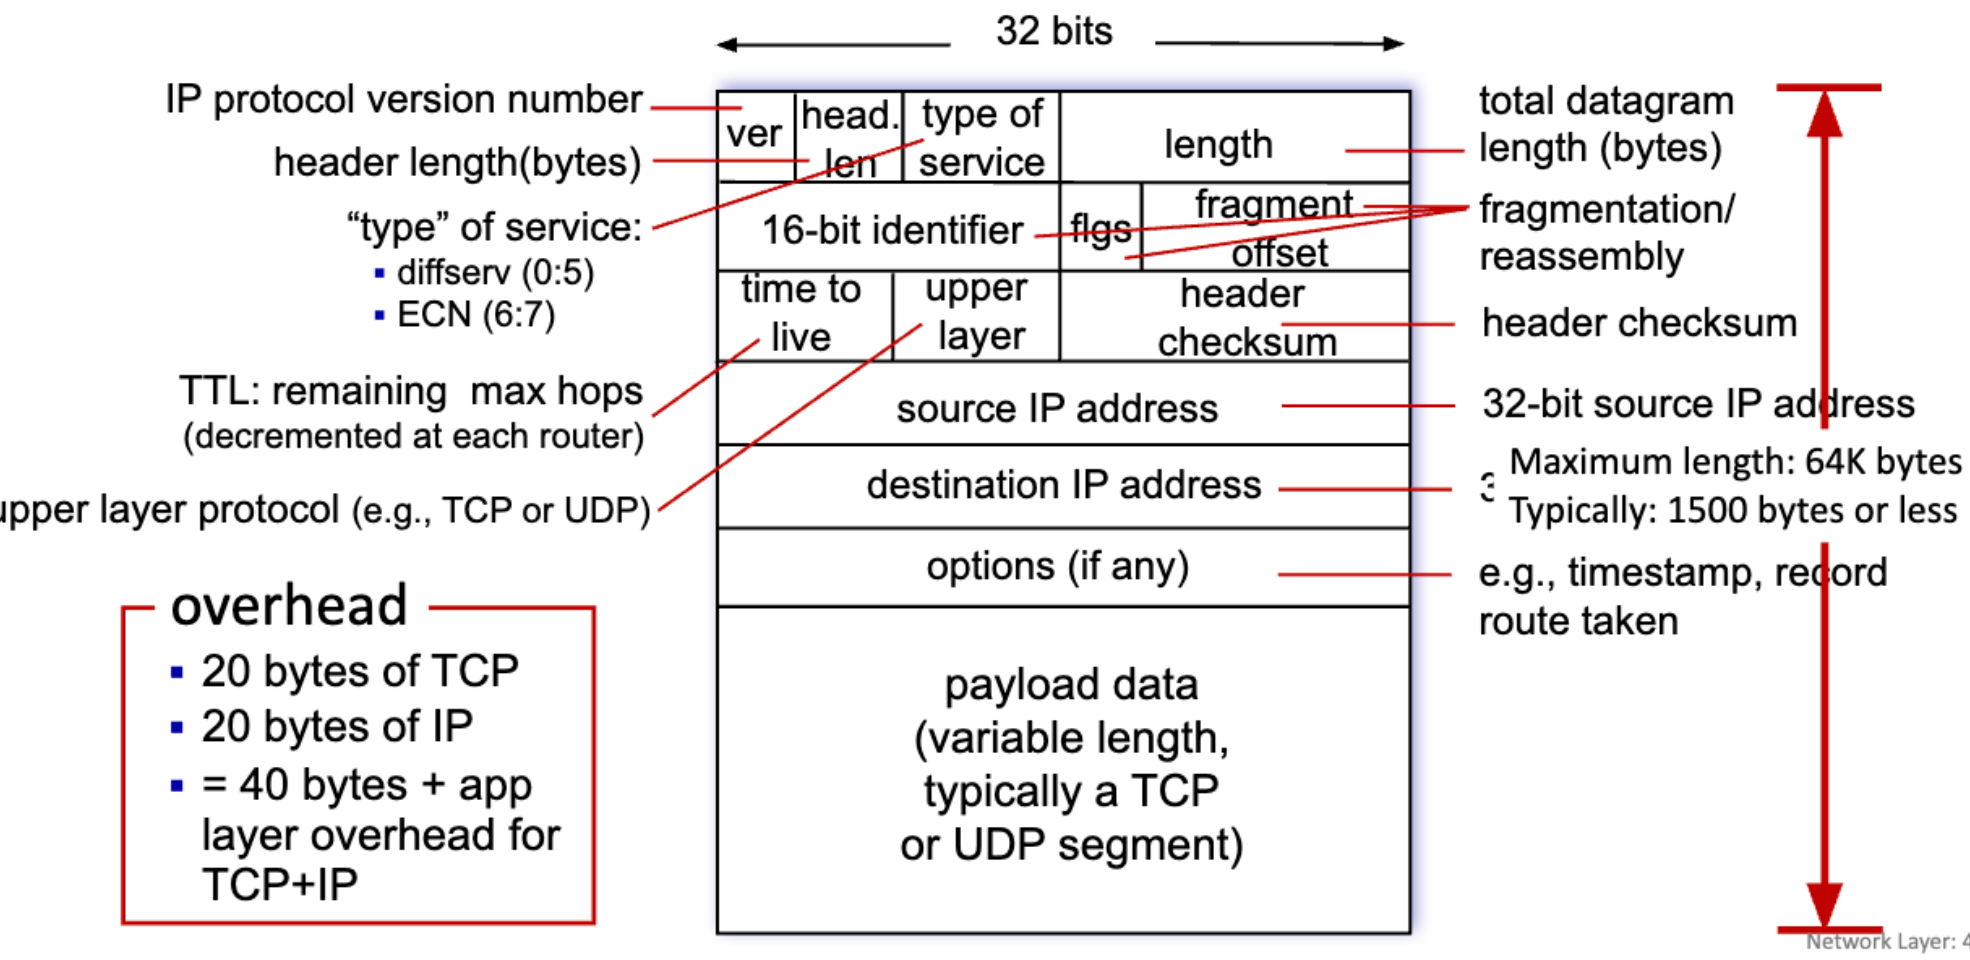 32 bits
IP protocol version number
header length(bytes)
“type” of service:
▪ diffserv (0:5)
▪ ECN (6:7)
TTL: remaining max hops
(decremented at each router)
upper layer protocol (e.g., TCP or UDP)
overhead
▪ 20 bytes of TCP
▪ 20 bytes of IP
▪ = 40 bytes + app
layer overhead for
TCP+IP
ver
head.
len
type of
service
length
16-bit identifier
flgs
fragment
offset
time to
live
upper
layer
header
checksum
source IP address
destination IP address
options (if any)
payload data
(variable length,
typically a TCP
or UDP segment)
total datagram
length (bytes)
fragmentation/
reassembly
header checksum
32-bit source IP address
Maximum length: 64K bytes
Typically: 1500 bytes or less
e.g., timestamp, record
route taken
Network Layer: 4